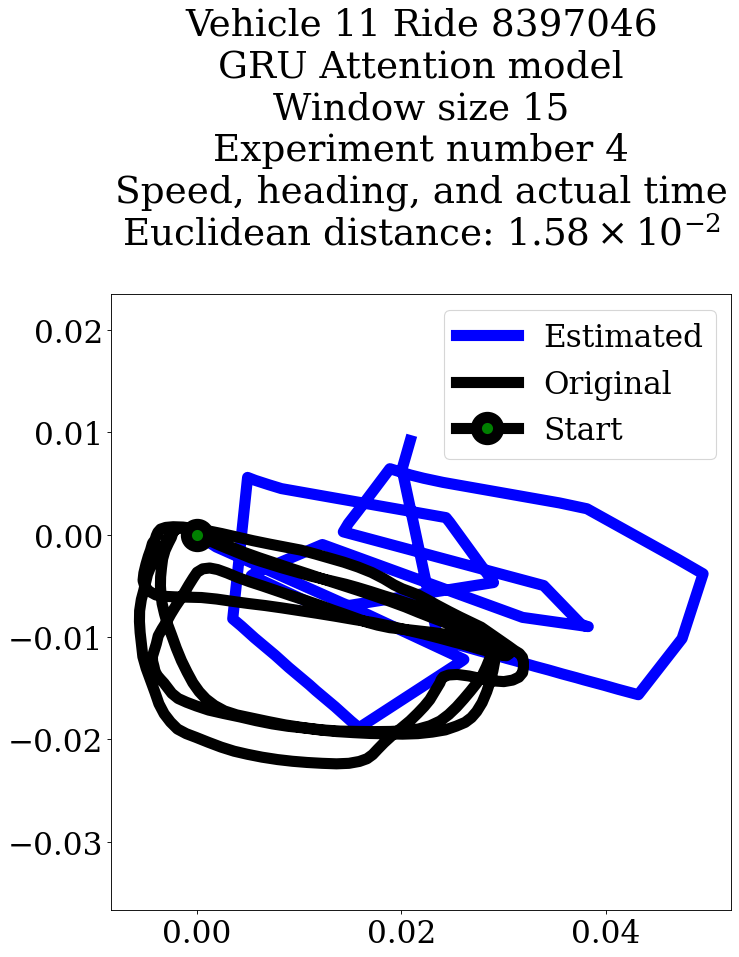 Vehicle 11 Ride 8397046
GRU Attention model
Window size 15
Experiment number 4
Speed, heading, and actual time
Euclidean distance: 1.58 × 10⁻²
Estimated
Original
Start
0.02
0.01
0.00
−0.01
−0.02
−0.03
0.00 0.02 0.04